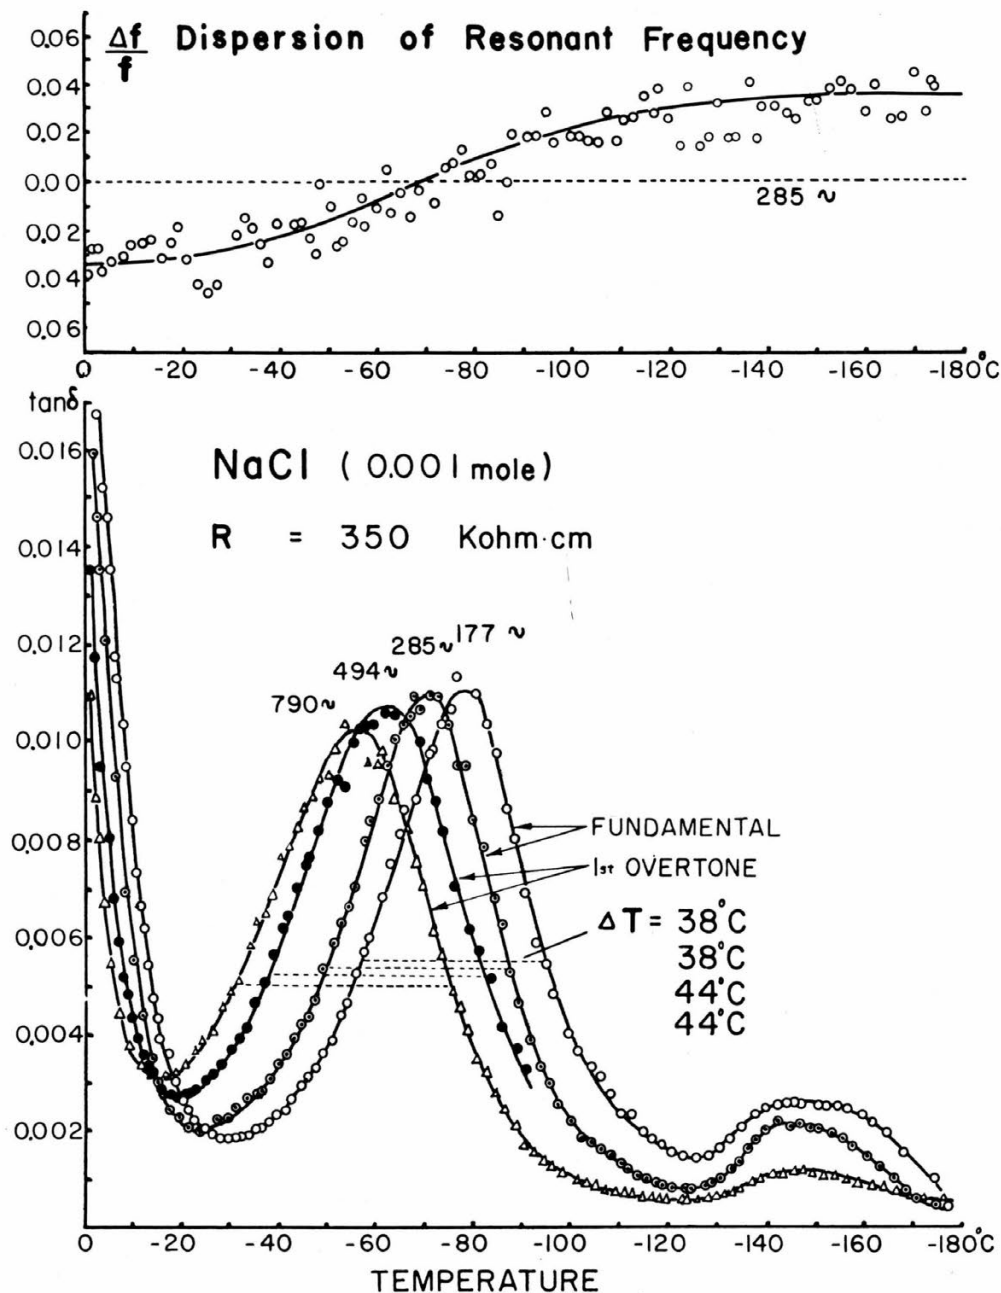 Δf/f Dispersion of Resonant Frequency
0.06
0.04
0.02
0.00
0.02
0.04
0.06
285 ~
0 -20 -40 -60 -80 -100 -120 -140 -160 -180°C
tanδ
0.016
0.014
0.012
0.010
0.008
0.006
0.004
0.002
NaCl (0.001 mole)
R = 350 Kohm·cm
790~ 494~ 285~ 177 ~
FUNDAMENTAL
1st OVERTONE
ΔT = 38°C
38°C
44°C
44°C
0 -20 -40 -60 -80 -100 -120 -140 -160 -180°C
TEMPERATURE